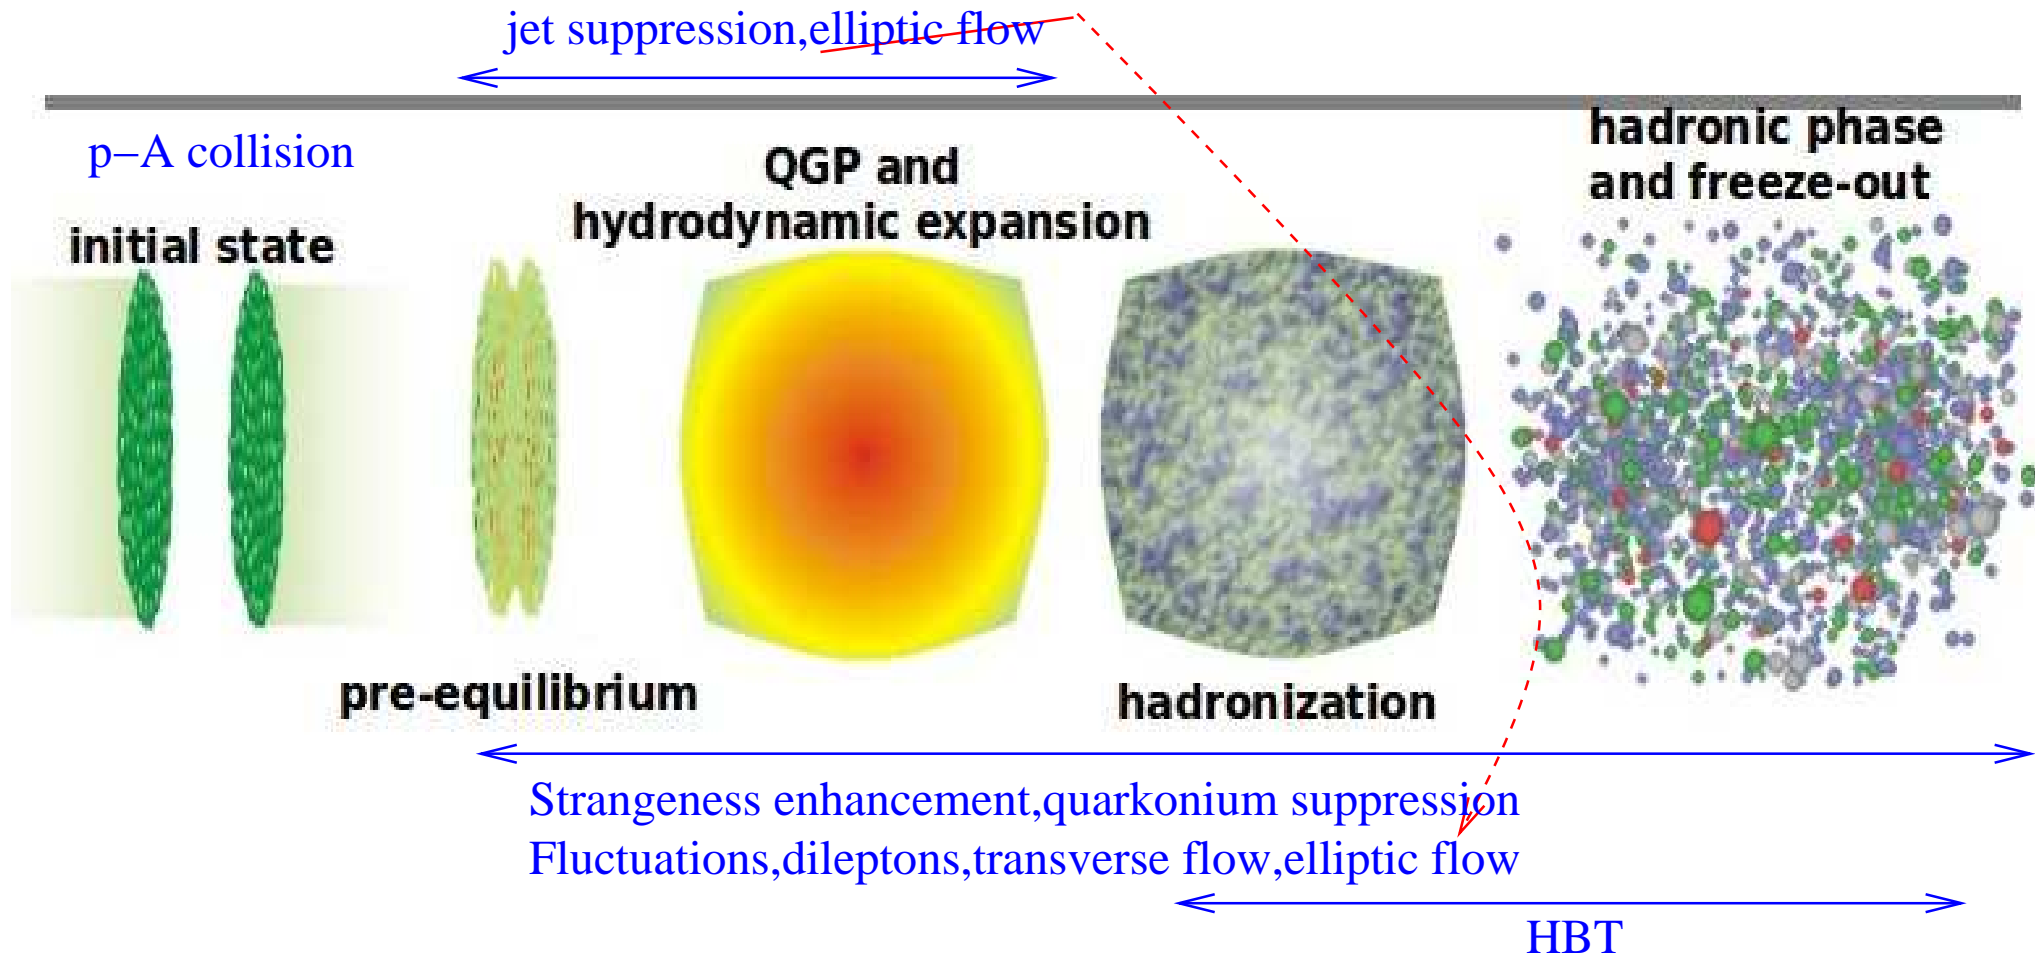 jet suppression,elliptic flow
p−A collision
initial state
QGP and
hydrodynamic expansion
hadronic phase
and freeze-out
pre-equilibrium
hadronization
Strangeness enhancement,quarkonium suppression
Fluctuations,dileptons,transverse flow,elliptic flow
HBT